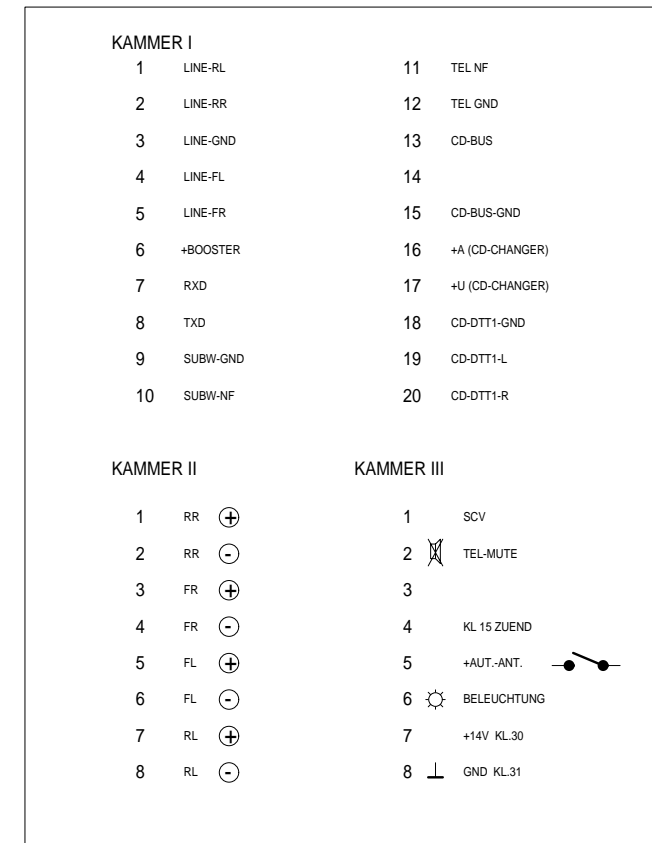 KAMMER I
1 LINE-RL
2 LINE-RR
3 LINE-GND
4 LINE-FL
5 LINE-FR
6 +BOOSTER
7 RXD
8 TXD
9 SUBW-GND
10 SUBW-NF
11 TEL NF
12 TEL GND
13 CD-BUS
14
15 CD-BUS-GND
16 +A (CD-CHANGER)
17 +U (CD-CHANGER)
18 CD-DTT1-GND
19 CD-DTT1-L
20 CD-DTT1-R
KAMMER II
1 RR +
2 RR -
3 FR +
4 FR -
5 FL +
6 FL -
7 RL +
8 RL -
KAMMER III
1 SCV
2 TEL-MUTE
3
4 KL 15 ZUEND
5 +AUT.-ANT.
6 BELEUCHTUNG
7 +14V KL.30
8 GND KL.31